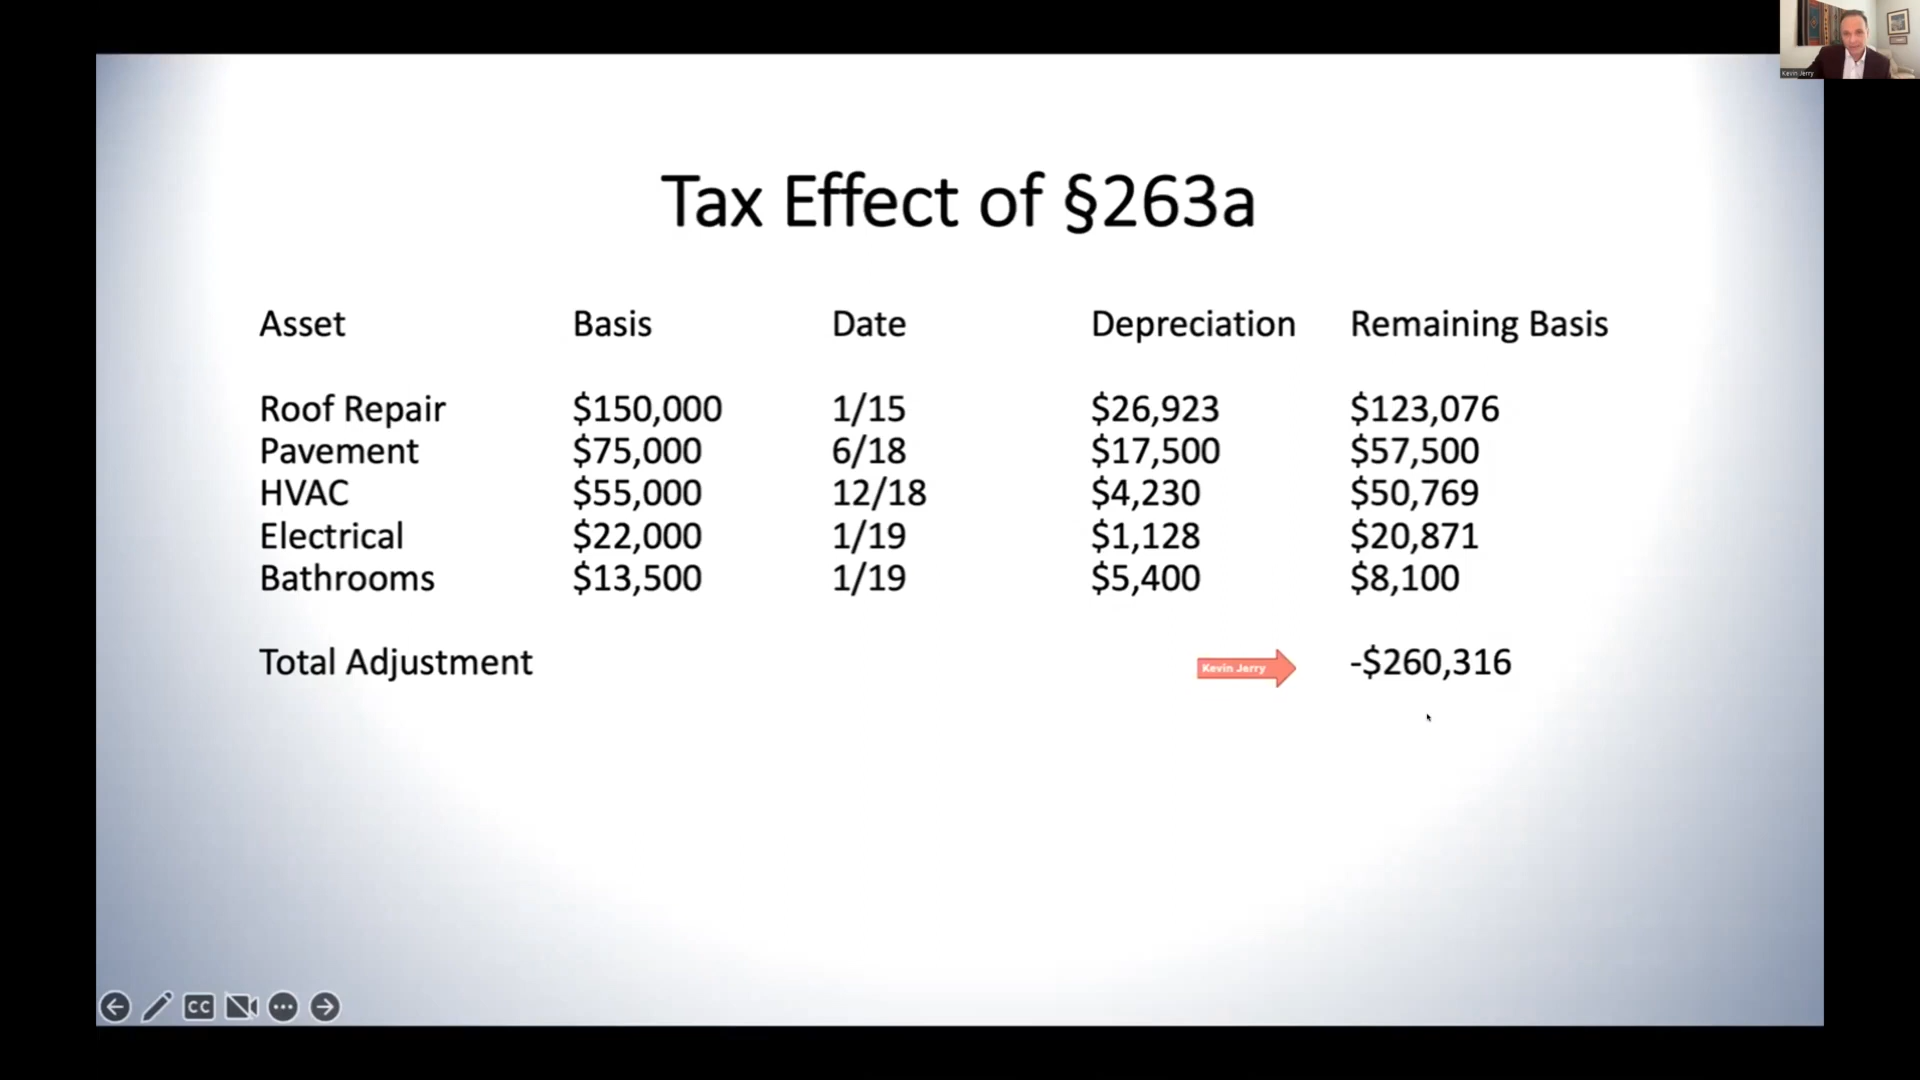 Kevin Jerry
Tax Effect of §263a
Asset Basis Date Depreciation Remaining Basis
Roof Repair $150,000 1/15 $26,923 $123,076
Pavement $75,000 6/18 $17,500 $57,500
HVAC $55,000 12/18 $4,230 $50,769
Electrical $22,000 1/19 $1,128 $20,871
Bathrooms $13,500 1/19 $5,400 $8,100
Total Adjustment Kevin Jerry -$260,316
CC